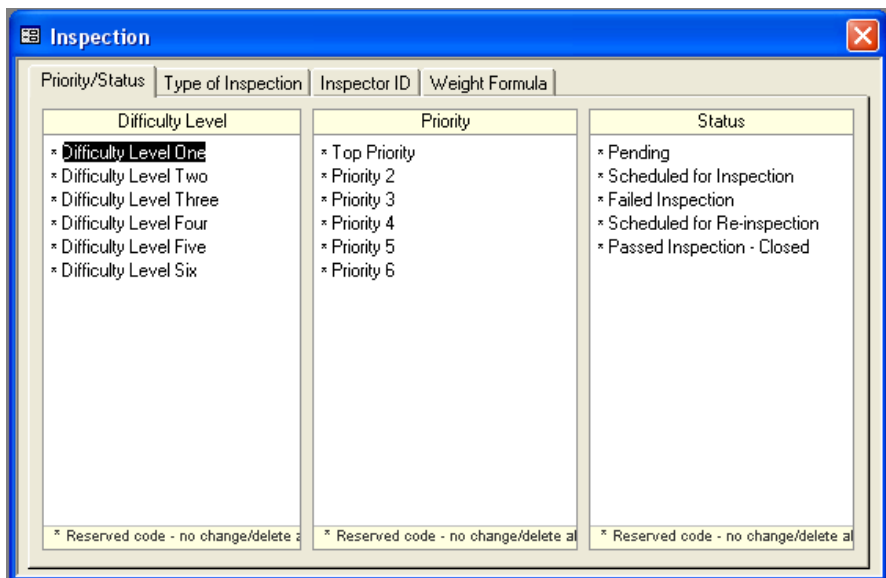 Inspection
Priority/Status Type of Inspection Inspector ID Weight Formula
Difficulty Level
* Difficulty Level One
* Difficulty Level Two
* Difficulty Level Three
* Difficulty Level Four
* Difficulty Level Five
* Difficulty Level Six
* Reserved code - no change/delete a
Priority
* Top Priority
* Priority 2
* Priority 3
* Priority 4
* Priority 5
* Priority 6
* Reserved code - no change/delete al
Status
* Pending
* Scheduled for Inspection
* Failed Inspection
* Scheduled for Re-inspection
* Passed Inspection - Closed
* Reserved code - no change/delete al